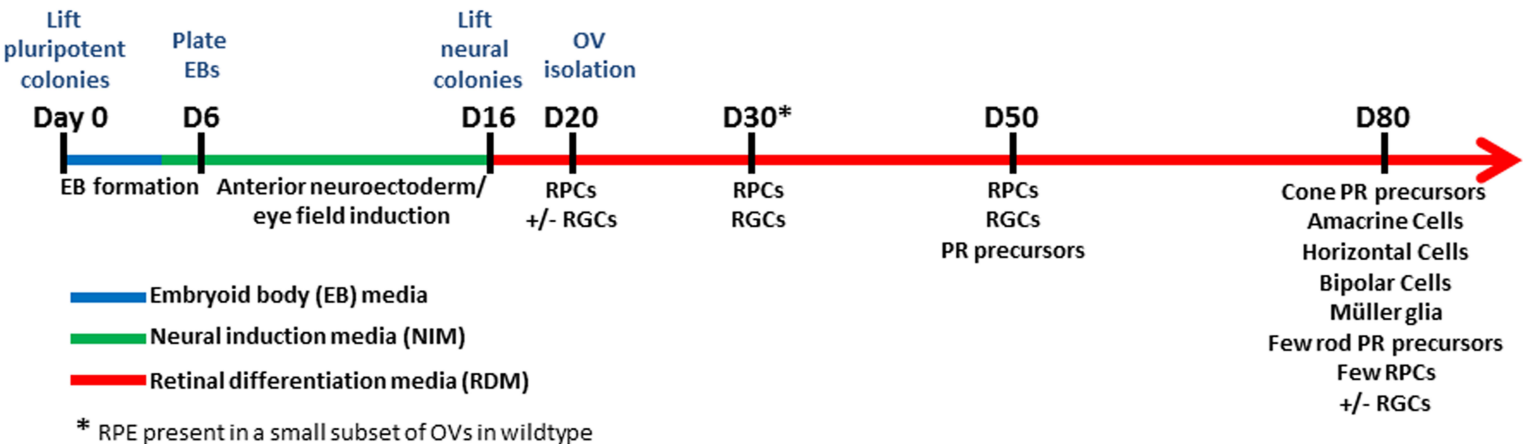 Lift
pluripotent
colonies
Plate
EBs
Lift
neural
colonies
OV
isolation
Day 0
D6
D16
D20
D30*
D50
D80
EB formation
Anterior neuroectoderm/
eye field induction
RPCs
+/- RGCs
RPCs
RGCs
RPCs
RGCs
PR precursors
Cone PR precursors
Amacrine Cells
Horizontal Cells
Bipolar Cells
Müller glia
Few rod PR precursors
Few RPCs
+/- RGCs
Embryoid body (EB) media
Neural induction media (NIM)
Retinal differentiation media (RDM)
* RPE present in a small subset of OVs in wildtype